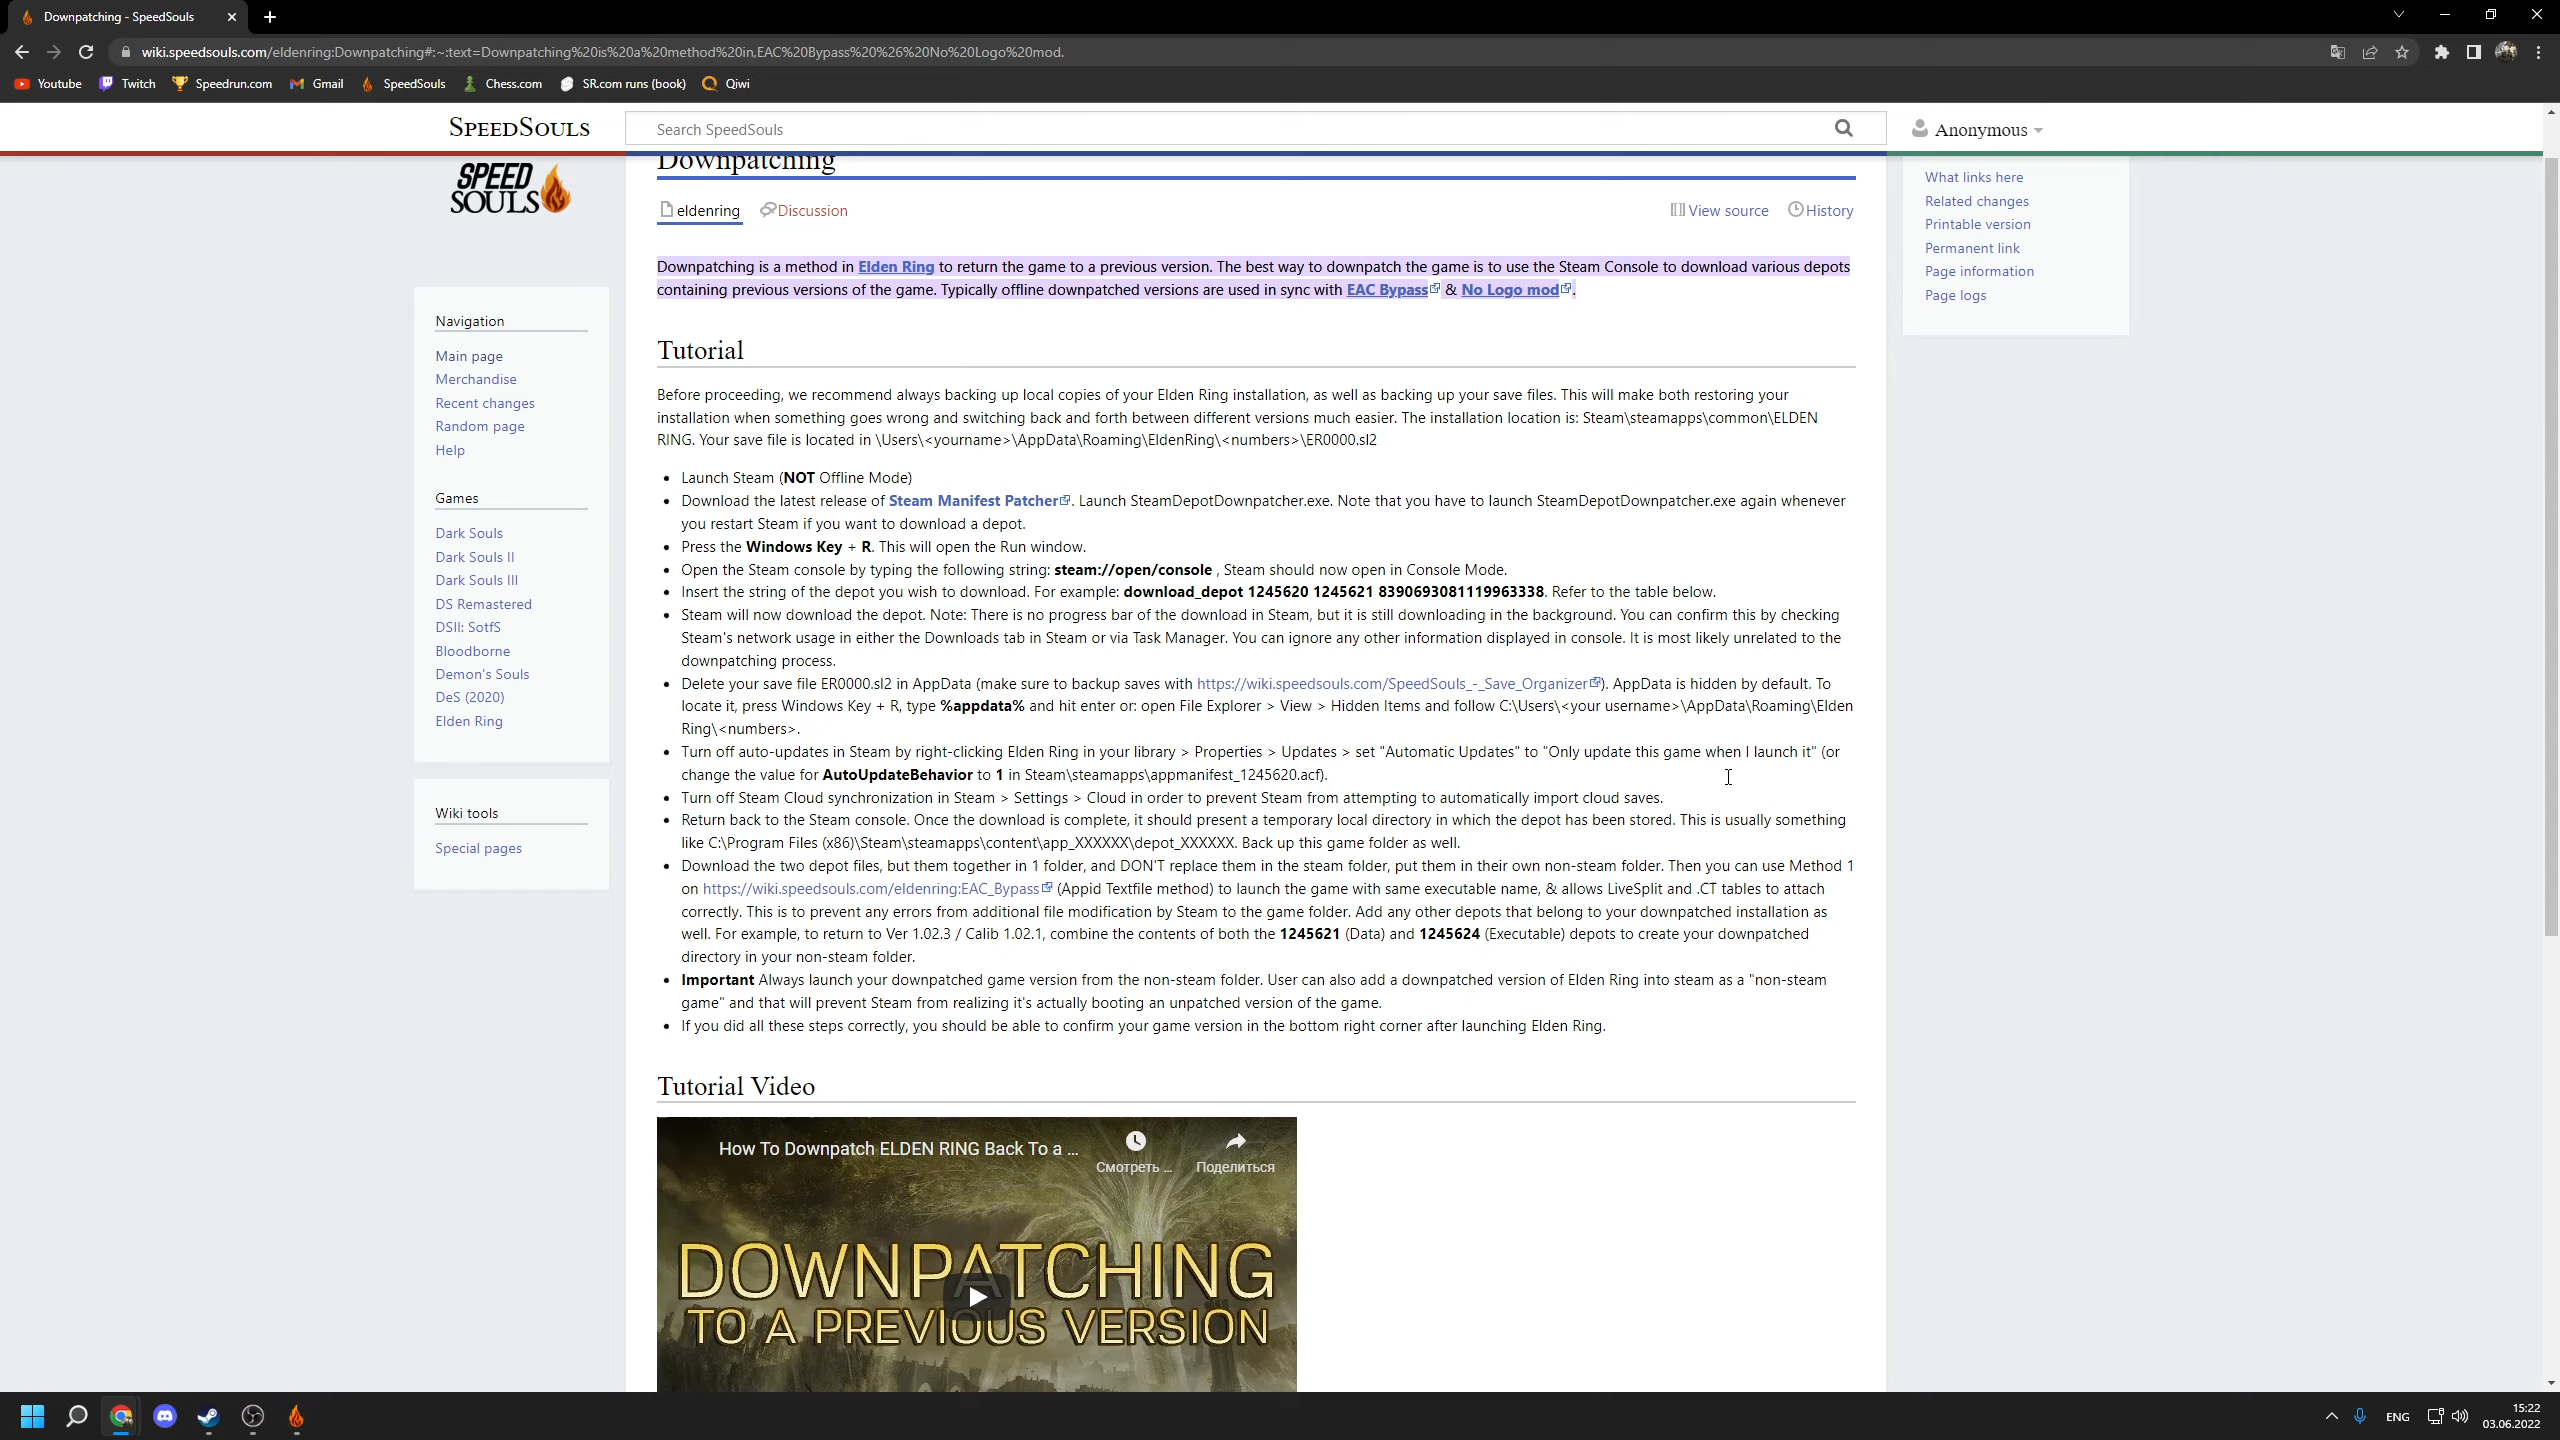 Downpatching - SpeedSouls
wiki.speedsouls.com/eldenring:Downpatching#:~:text=Downpatching%20is%20a%20method%20in,EAC%20Bypass%20%26%20No%20Logo%20mod.
Youtube Twitch Speedrun.com Gmail SpeedSouls Chess.com SR.com runs (book) Qiwi
SPEEDSOULS
Search SpeedSouls
Anonymous
SPEED
SOULS
Downpatching
eldenring Discussion View source History
What links here
Related changes
Printable version
Permanent link
Page information
Page logs
Downpatching is a method in Elden Ring to return the game to a previous version. The best way to downpatch the game is to use the Steam Console to download various depots
containing previous versions of the game. Typically offline downpatched versions are used in sync with EAC Bypass & No Logo mod.
Navigation
Main page
Merchandise
Recent changes
Random page
Help
Games
Dark Souls
Dark Souls II
Dark Souls III
DS Remastered
DSII: SotfS
Bloodborne
Demon's Souls
DeS (2020)
Elden Ring
Wiki tools
Special pages
Tutorial
Before proceeding, we recommend always backing up local copies of your Elden Ring installation, as well as backing up your save files. This will make both restoring your
installation when something goes wrong and switching back and forth between different versions much easier. The installation location is: Steam\steamapps\common\ELDEN
RING. Your save file is located in \Users\<yourname>\AppData\Roaming\EldenRing\<numbers>\ER0000.sl2
• Launch Steam (NOT Offline Mode)
• Download the latest release of Steam Manifest Patcher. Launch SteamDepotDownpatcher.exe. Note that you have to launch SteamDepotDownpatcher.exe again whenever
you restart Steam if you want to download a depot.
• Press the Windows Key + R. This will open the Run window.
• Open the Steam console by typing the following string: steam://open/console , Steam should now open in Console Mode.
• Insert the string of the depot you wish to download. For example: download_depot 1245620 1245621 8390693081119963338. Refer to the table below.
• Steam will now download the depot. Note: There is no progress bar of the download in Steam, but it is still downloading in the background. You can confirm this by checking
Steam's network usage in either the Downloads tab in Steam or via Task Manager. You can ignore any other information displayed in console. It is most likely unrelated to the
downpatching process.
• Delete your save file ER0000.sl2 in AppData (make sure to backup saves with https://wiki.speedsouls.com/SpeedSouls_-_Save_Organizer). AppData is hidden by default. To
locate it, press Windows Key + R, type %appdata% and hit enter or: open File Explorer > View > Hidden Items and follow C:\Users\<your username>\AppData\Roaming\Elden
Ring\<numbers>.
• Turn off auto-updates in Steam by right-clicking Elden Ring in your library > Properties > Updates > set "Automatic Updates" to "Only update this game when I launch it" (or
change the value for AutoUpdateBehavior to 1 in Steam\steamapps\appmanifest_1245620.acf).
• Turn off Steam Cloud synchronization in Steam > Settings > Cloud in order to prevent Steam from attempting to automatically import cloud saves.
• Return back to the Steam console. Once the download is complete, it should present a temporary local directory in which the depot has been stored. This is usually something
like C:\Program Files (x86)\Steam\steamapps\content\app_XXXXXX\depot_XXXXXX. Back up this game folder as well.
• Download the two depot files, but them together in 1 folder, and DON'T replace them in the steam folder, put them in their own non-steam folder. Then you can use Method 1
on https://wiki.speedsouls.com/eldenring:EAC_Bypass (Appid Textfile method) to launch the game with same executable name, & allows LiveSplit and .CT tables to attach
correctly. This is to prevent any errors from additional file modification by Steam to the game folder. Add any other depots that belong to your downpatched installation as
well. For example, to return to Ver 1.02.3 / Calib 1.02.1, combine the contents of both the 1245621 (Data) and 1245624 (Executable) depots to create your downpatched
directory in your non-steam folder.
• Important Always launch your downpatched game version from the non-steam folder. User can also add a downpatched version of Elden Ring into steam as a "non-steam
game" and that will prevent Steam from realizing it's actually booting an unpatched version of the game.
• If you did all these steps correctly, you should be able to confirm your game version in the bottom right corner after launching Elden Ring.
Tutorial Video
How To Downpatch ELDEN RING Back To a ...
Смотреть ... Поделиться
DOWNPATCHING
TO A PREVIOUS VERSION
ENG
15:22
03.06.2022